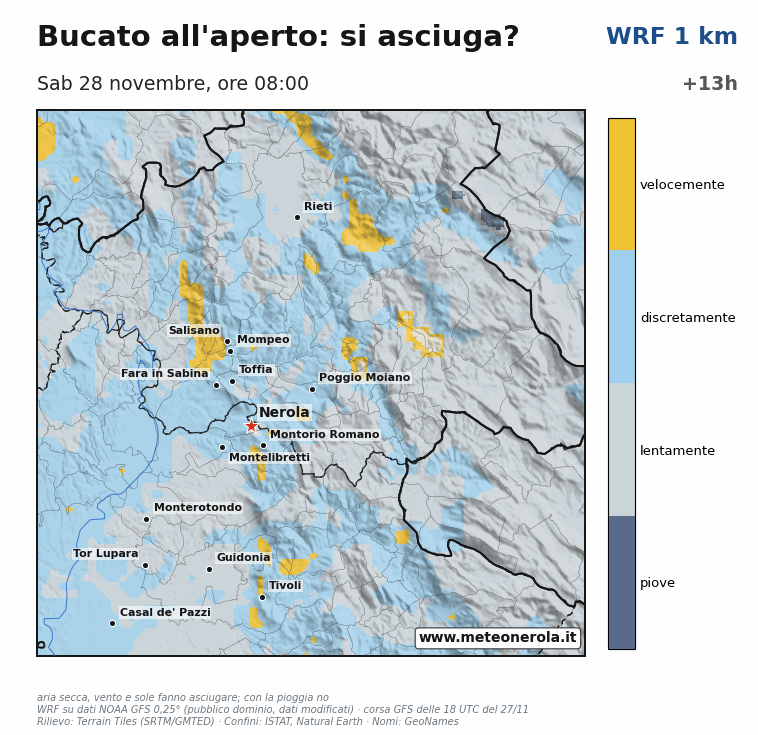 Bucato all'aperto: si asciuga?
WRF 1 km
Sab 28 novembre, ore 08:00
+13h
velocemente
discretamente
lentamente
piove
Rieti
Salisano
Mompeo
Toffia
Fara in Sabina
Poggio Moiano
Nerola
Montorio Romano
Montelibretti
Monterotondo
Tor Lupara
Guidonia
Tivoli
Casal de' Pazzi
www.meteonerola.it
aria secca, vento e sole fanno asciugare; con la pioggia no
WRF su dati NOAA GFS 0,25° (pubblico dominio, dati modificati) · corsa GFS delle 18 UTC del 27/11
Rilievo: Terrain Tiles (SRTM/GMTED) · Confini: ISTAT, Natural Earth · Nomi: GeoNames